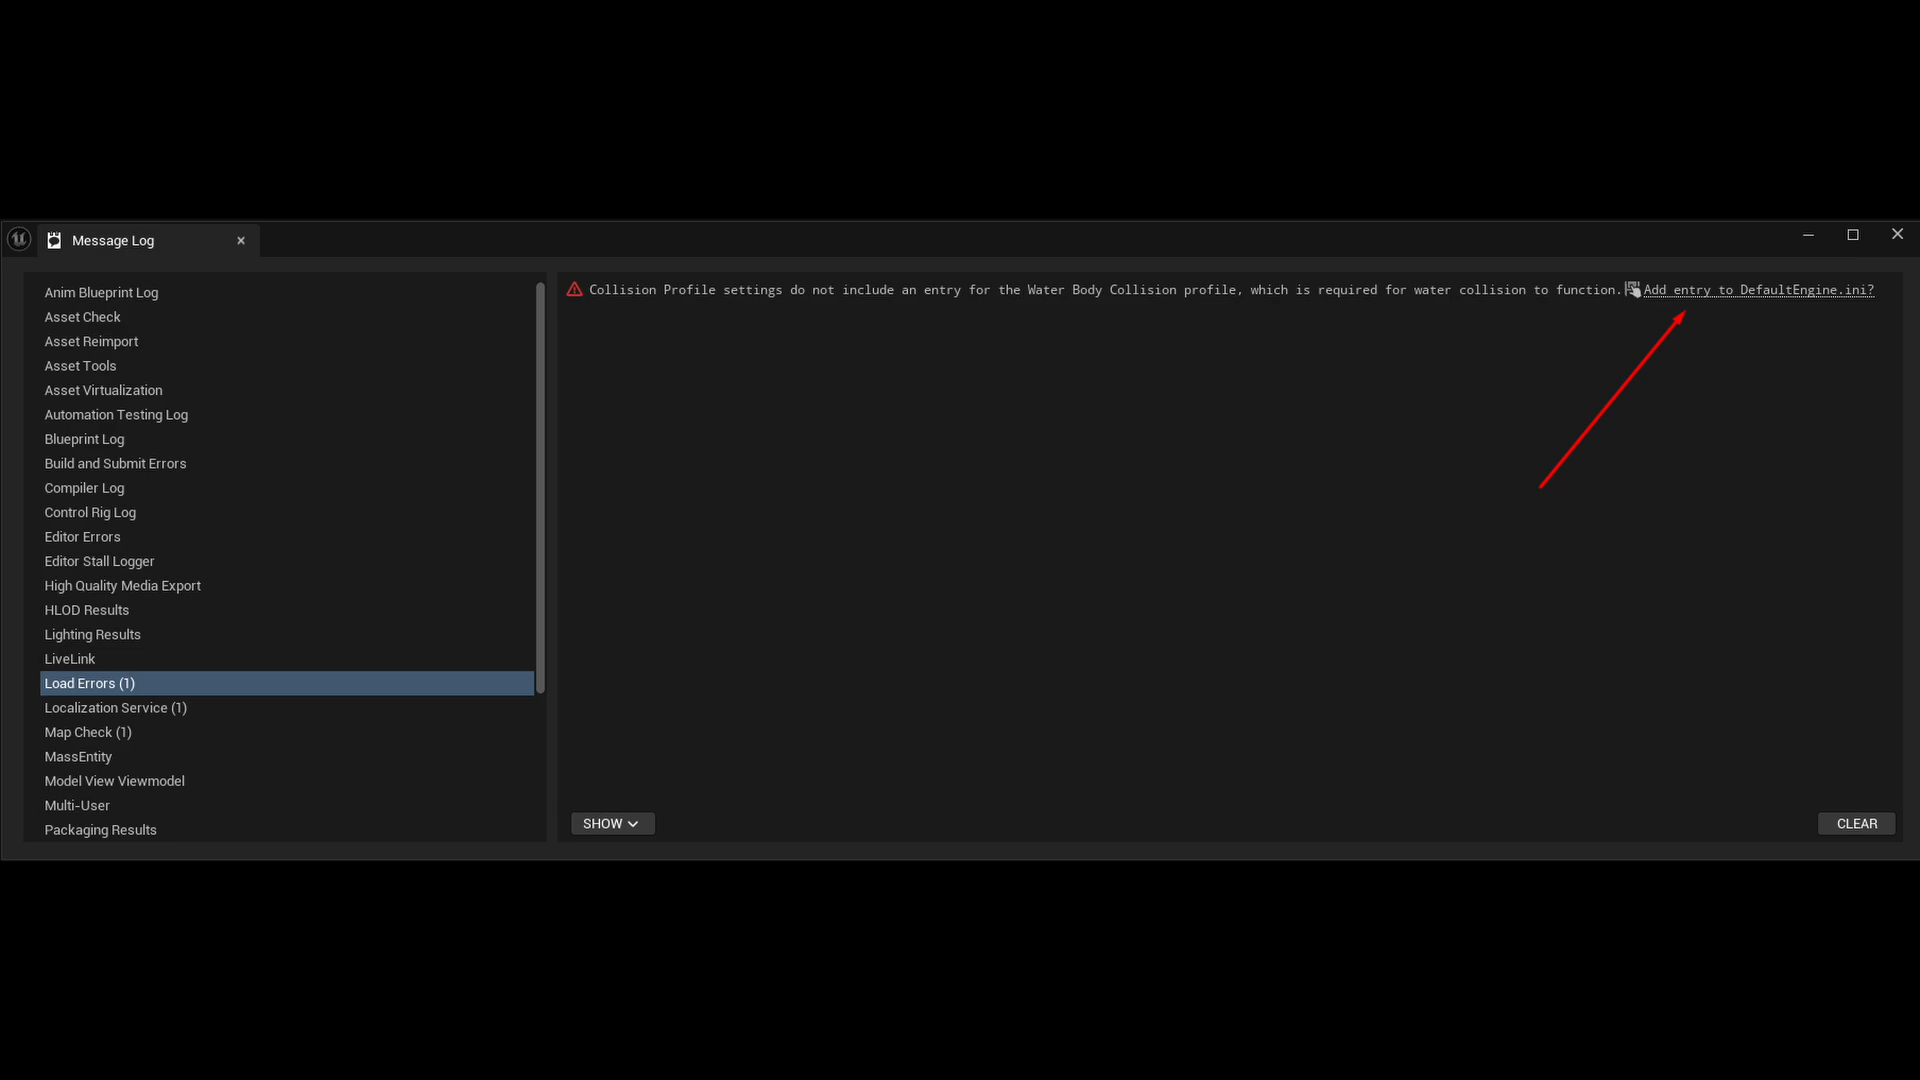 Message Log
Collision Profile settings do not include an entry for the Water Body Collision profile, which is required for water collision to function. Add entry to DefaultEngine.ini?
Anim Blueprint Log
Asset Check
Asset Reimport
Asset Tools
Asset Virtualization
Automation Testing Log
Blueprint Log
Build and Submit Errors
Compiler Log
Control Rig Log
Editor Errors
Editor Stall Logger
High Quality Media Export
HLOD Results
Lighting Results
LiveLink
Load Errors (1)
Localization Service (1)
Map Check (1)
MassEntity
Model View Viewmodel
Multi-User
Packaging Results
SHOW
CLEAR